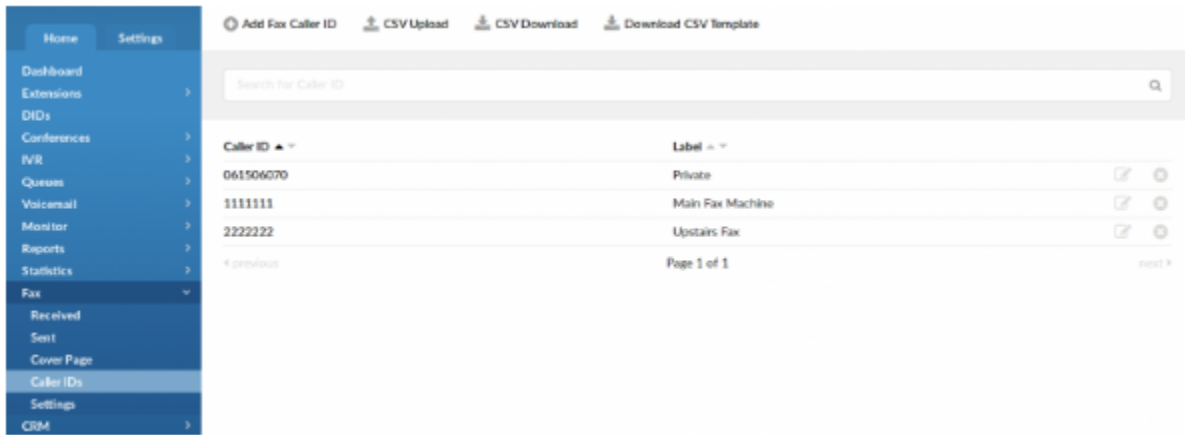 Home Settings
Dashboard
Extensions
DIDs
Conferences
IVR
Queues
Voicemail
Monitor
Reports
Statistics
Fax
Received
Sent
Cover Page
Caller IDs
Settings
CRM
Add Fax Caller ID CSV Upload CSV Download Download CSV Template
Search for Caller ID
Caller ID Label
061506070 Private
1111111 Main Fax Machine
2222222 Upstairs Fax
previous Page 1 of 1 next